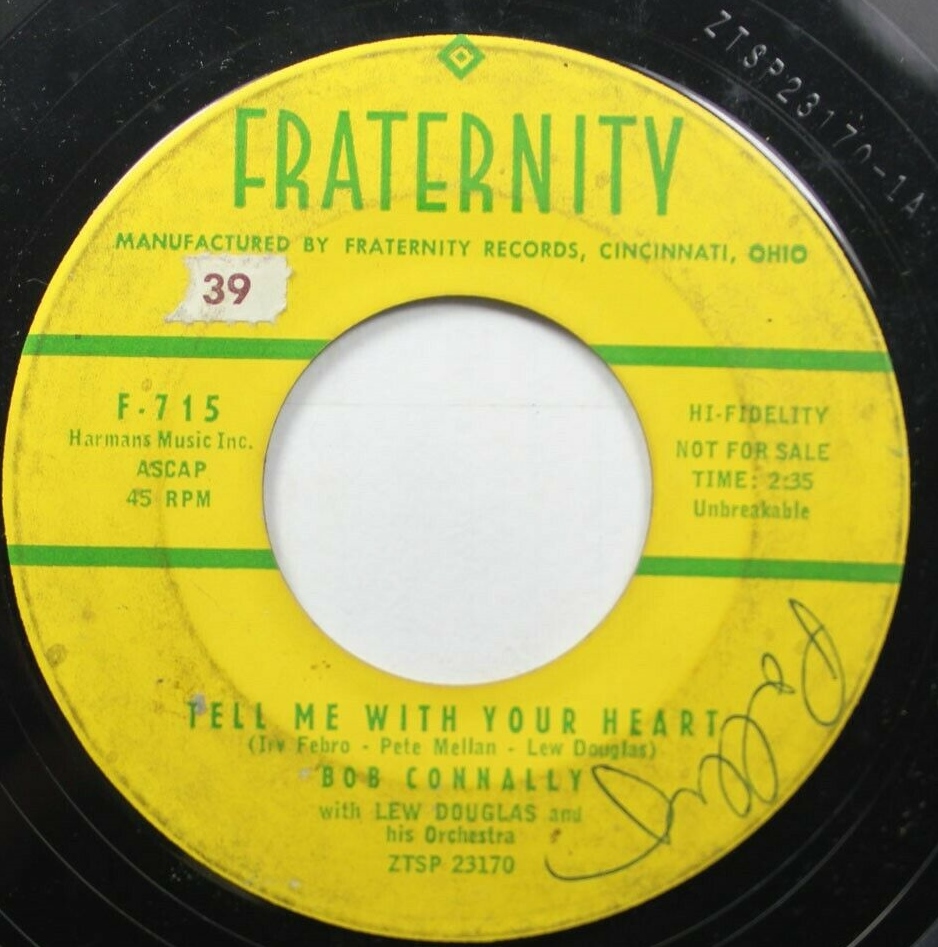 ZTSP23170-1A
FRATERNITY
MANUFACTURED BY FRATERNITY RECORDS, CINCINNATI, OHIO
39
F-715
Harmans Music Inc.
ASCAP
45 RPM
HI-FIDELITY
NOT FOR SALE
TIME: 2:35
Unbreakable
TELL ME WITH YOUR HEART
(Irv Febro - Pete Mellan - Lew Douglas)
BOB CONNALLY
with LEW DOUGLAS and
his Orchestra
ZTSP 23170